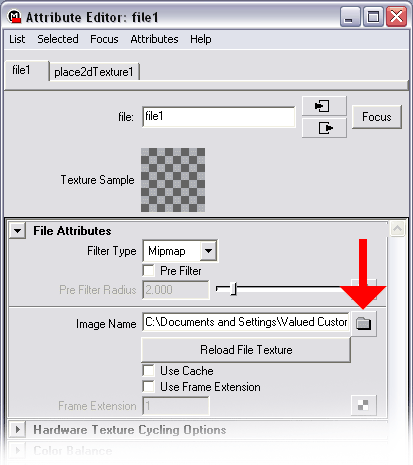 Attribute Editor: file1
List Selected Focus Attributes Help
file1 place2dTexture1
file: file1 Focus
Texture Sample
File Attributes
Filter Type Mipmap
Pre Filter
Pre Filter Radius 2.000
Image Name C:\Documents and Settings\Valued Custor
Reload File Texture
Use Cache
Use Frame Extension
Frame Extension 1
Hardware Texture Cycling Options
Color Balance